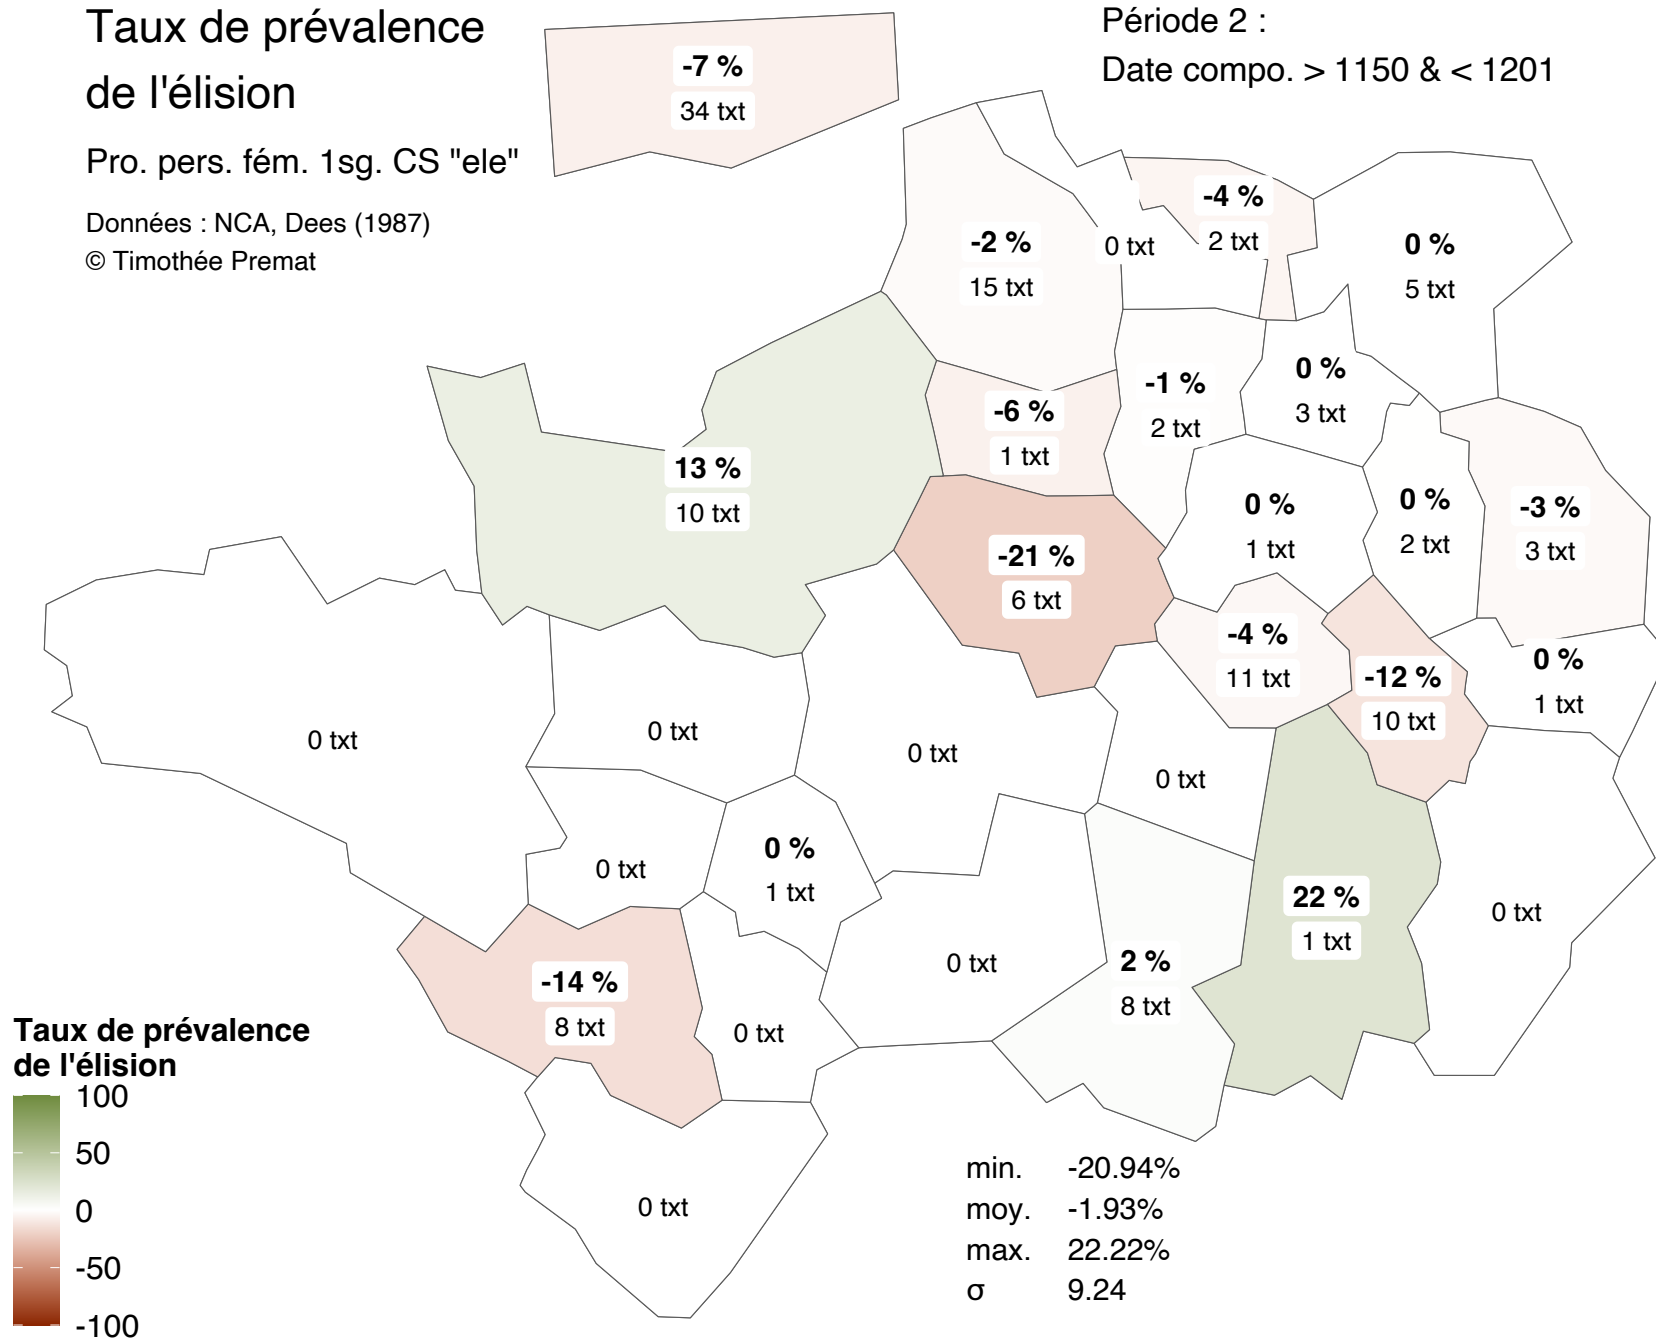 Taux de prévalence
de l'élision
Pro. pers. fém. 1sg. CS "ele"
Données : NCA, Dees (1987)
© Timothée Premat
Période 2 :
Date compo. > 1150 & < 1201
-7 %
34 txt
-4 %
2 txt
-2 %
15 txt
0 txt
0 %
5 txt
-6 %
1 txt
-1 %
2 txt
0 %
3 txt
13 %
10 txt
0 %
1 txt
0 %
2 txt
-3 %
3 txt
-21 %
6 txt
-4 %
11 txt
-12 %
10 txt
0 %
1 txt
0 txt
0 txt
0 txt
0 txt
0 txt
0 %
1 txt
22 %
1 txt
0 txt
-14 %
8 txt
0 txt
0 txt
2 %
8 txt
0 txt
Taux de prévalence
de l'élision
100
50
0
-50
-100
min. -20.94%
moy. -1.93%
max. 22.22%
σ 9.24